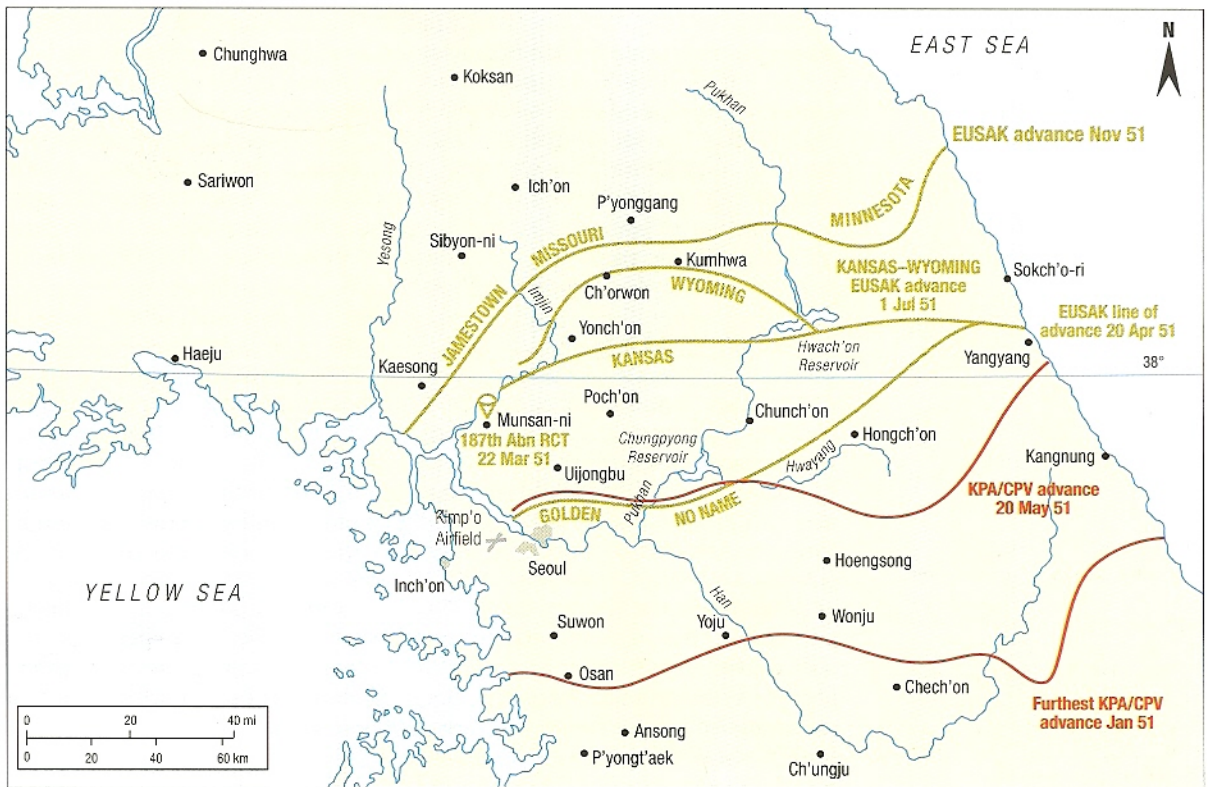 EAST SEA
N
Chunghwa
Koksan
Pukhan
EUSAK advance Nov 51
Sariwon
Ich'on
P'yonggang
MINNESOTA
MISSOURI
Yesong
Sibyon-ni
Kumhwa
KANSAS–WYOMING
EUSAK advance
1 Jul 51
Sokch'o-ri
Imjin
Ch'orwon
WYOMING
JAMESTOWN
EUSAK line of
advance 20 Apr 51
Yonch'on
Hwach'on
Reservoir
Yangyang
Haeju
KANSAS
38°
Kaesong
Poch'on
Munsan-ni
187th Abn RCT
22 Mar 51
Chunch'on
Chungpyong
Reservoir
Hongch'on
Hwayang
Kangnung
Uijongbu
KPA/CPV advance
20 May 51
Pukhan
GOLDEN
NO NAME
Kimp'o
Airfield
Seoul
Inch'on
Hoengsong
YELLOW SEA
Han
Suwon
Yoju
Wonju
Osan
Chech'on
Furthest KPA/CPV
advance Jan 51
0 20 40 mi
0 20 40 60 km
Ansong
P'yongt'aek
Ch'ungju